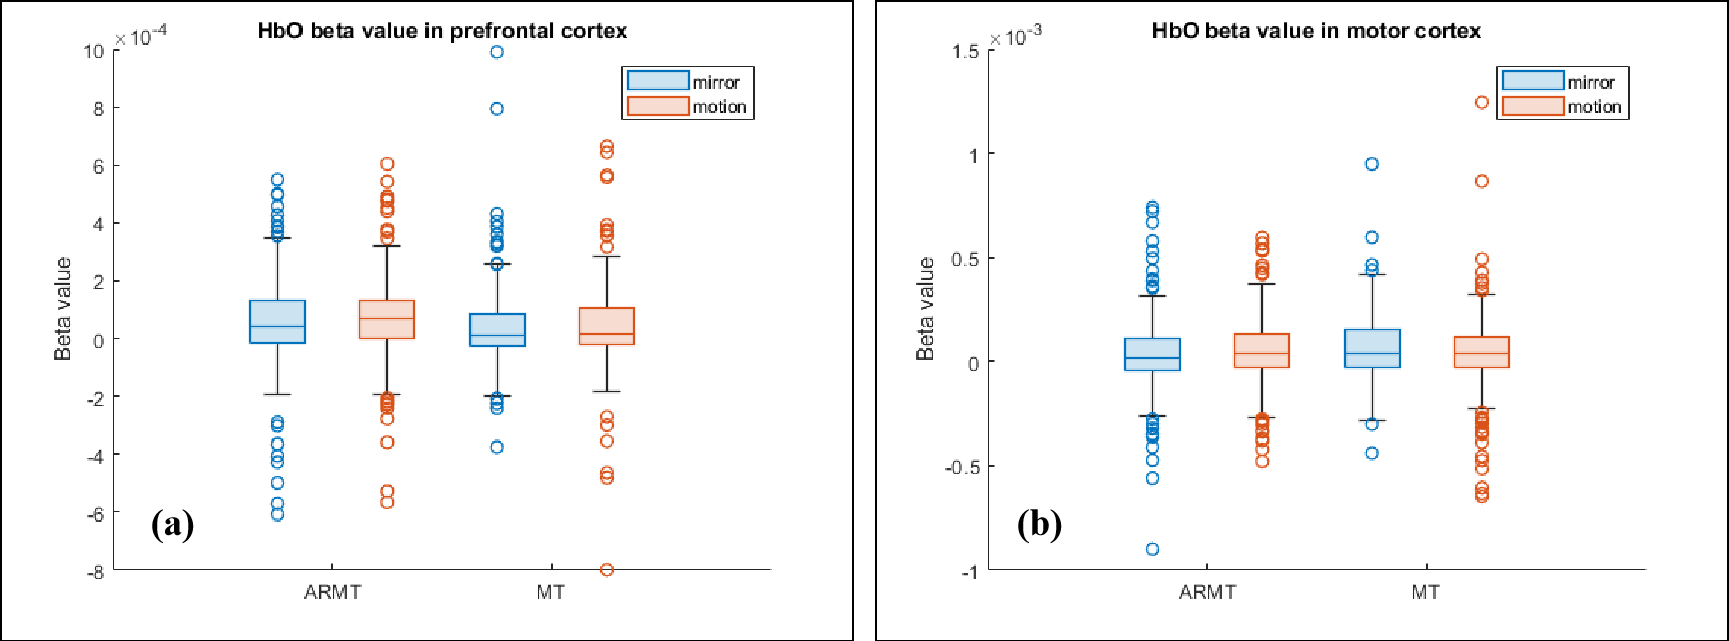 HbO beta value in prefrontal cortex
×10-4
10
8
6
4
2
0
-2
-4
-6
-8
Beta value
mirror
motion
(a)
ARMT
MT
HbO beta value in motor cortex
×10-3
1.5
1
0.5
0
-0.5
-1
Beta value
mirror
motion
(b)
ARMT
MT